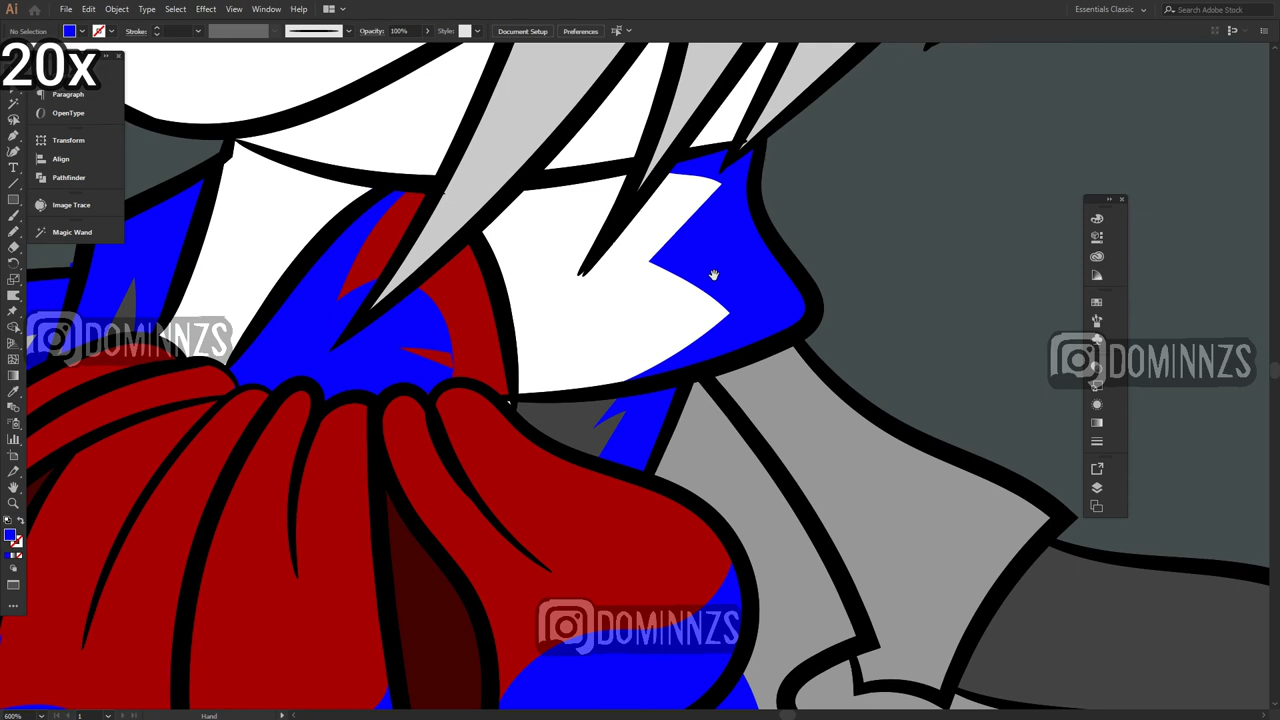 Ai File Edit Object Type Select Effect View Window Help Essentials Classic Search Adobe Stock
No Selection Stroke: Opacity: 100% Style: Document Setup Preferences
20x
Paragraph
OpenType
Transform
Align
Pathfinder
Image Trace
Magic Wand
DOMINNZS
DOMINNZS
DOMINNZS
600% 1 Hand